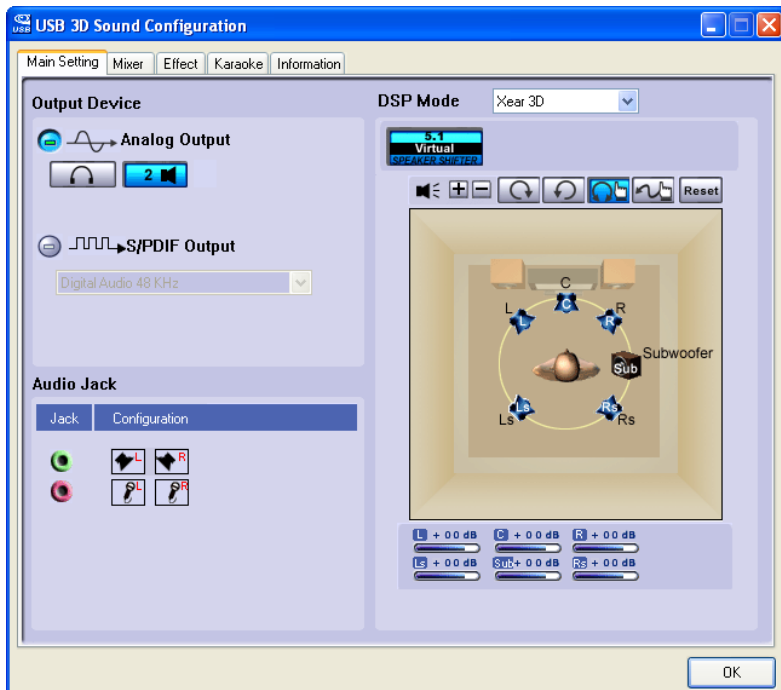 USB
USB 3D Sound Configuration
Main Setting
Mixer
Effect
Karaoke
Information
Output Device
Analog Output
2
S/PDIF Output
Digital Audio 48 KHz
Audio Jack
Jack
Configuration
L
R
L
R
DSP Mode
Xear 3D
5.1
Virtual
SPEAKER SHIFTER
Reset
C
C
L
L
R
R
Subwoofer
Sub
Ls
Ls
Rs
Rs
L + 00 dB
C + 00 dB
R + 00 dB
Ls + 00 dB
Sub + 00 dB
Rs + 00 dB
OK